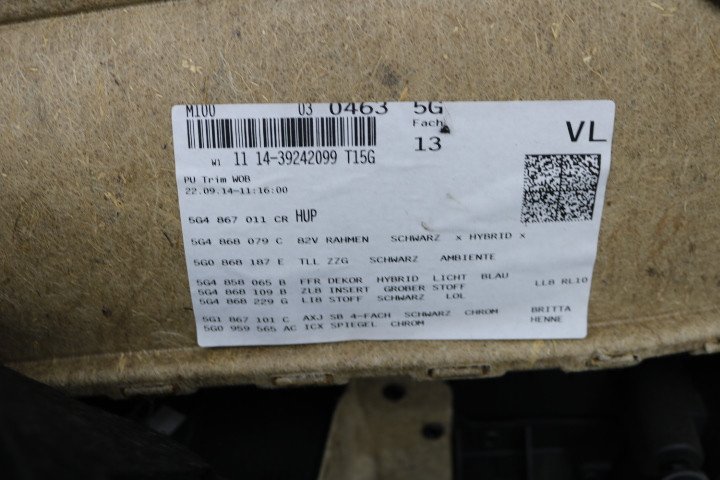 M100 03 0463 5G
Fach
13
VL
W1 11 14-39242099 T15G
PU Trim WOB
22.09.14-11:16:00
5G4 867 011 CR HUP
5G4 868 079 C 82V RAHMEN SCHWARZ x HYBRID x
5G0 868 187 E TLL ZZG SCHWARZ AMBIENTE
5G4 858 065 B FFR DEKOR HYBRID LICHT BLAU
5G4 868 109 B ZLB INSERT GROBER STOFF LLB RL10
5G4 868 229 G LIB STOFF SCHWARZ LOL
5G1 867 101 C AXJ SB 4-FACH SCHWARZ CHROM BRITTA
5G0 959 565 AC ICX SPIEGEL CHROM HENNE